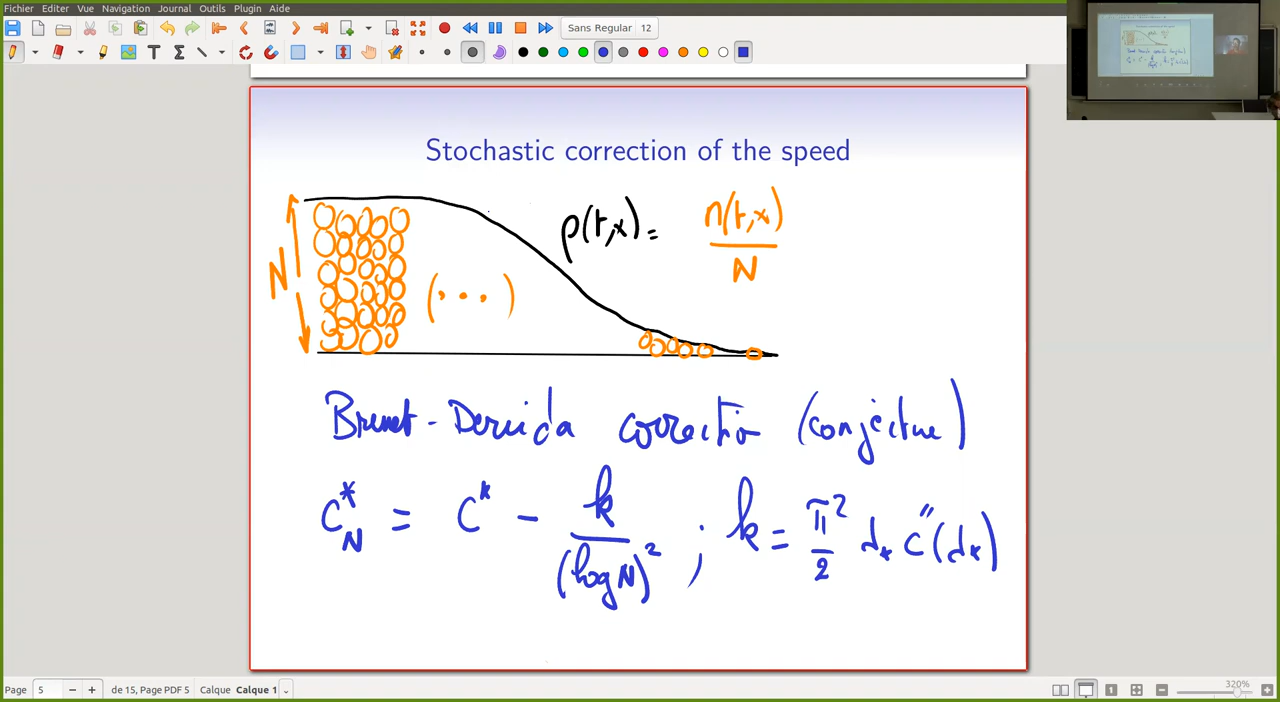 Fichier Editer Vue Navigation Journal Outils Plugin Aide
Sans Regular 12
Stochastic correction of the speed
N
ρ(t,x) = n(t,x) / N
(...)
Brunet-Derrida correction (conjecture)
C*_N = C* - k / (log N)² ; k = π²/2 λ* C''(λ*)
Page 5 de 15, Page PDF 5 Calque Calque 1
320%